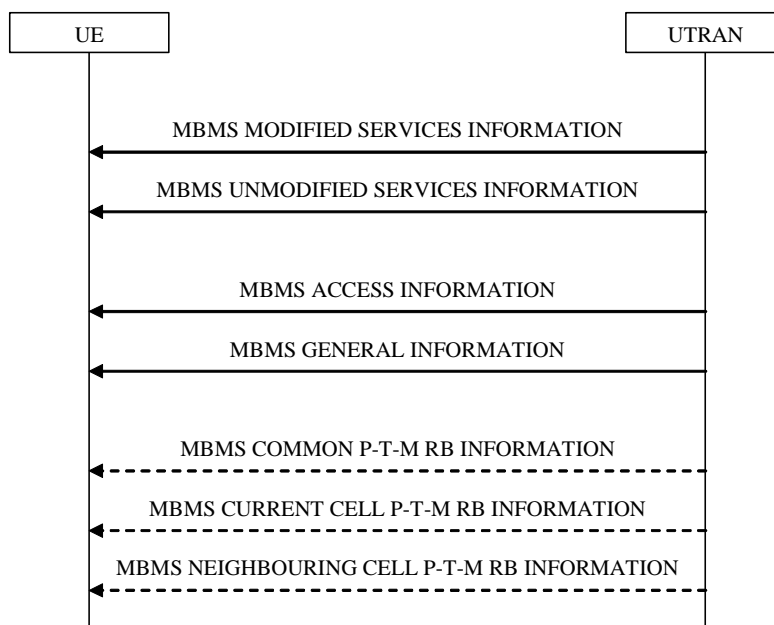 UE
UTRAN
MBMS MODIFIED SERVICES INFORMATION
MBMS UNMODIFIED SERVICES INFORMATION
MBMS ACCESS INFORMATION
MBMS GENERAL INFORMATION
MBMS COMMON P-T-M RB INFORMATION
MBMS CURRENT CELL P-T-M RB INFORMATION
MBMS NEIGHBOURING CELL P-T-M RB INFORMATION